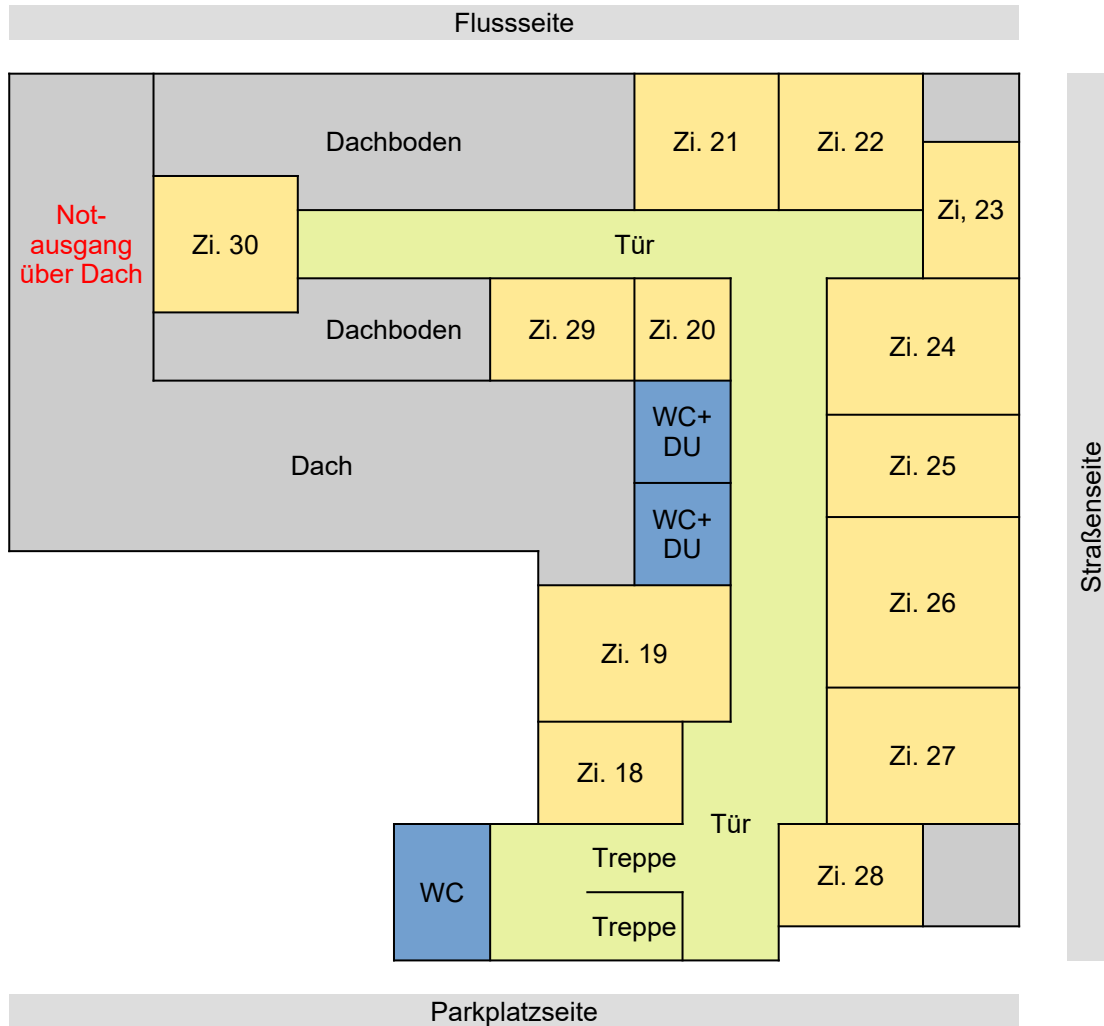 Flussseite
Dachboden
Zi. 21
Zi. 22
Zi, 23
Not-
ausgang
über Dach
Zi. 30
Tür
Dachboden
Zi. 29
Zi. 20
Zi. 24
WC+
DU
Dach
Zi. 25
WC+
DU
Straßenseite
Zi. 26
Zi. 19
Zi. 27
Zi. 18
Tür
Treppe
Zi. 28
WC
Treppe
Parkplatzseite